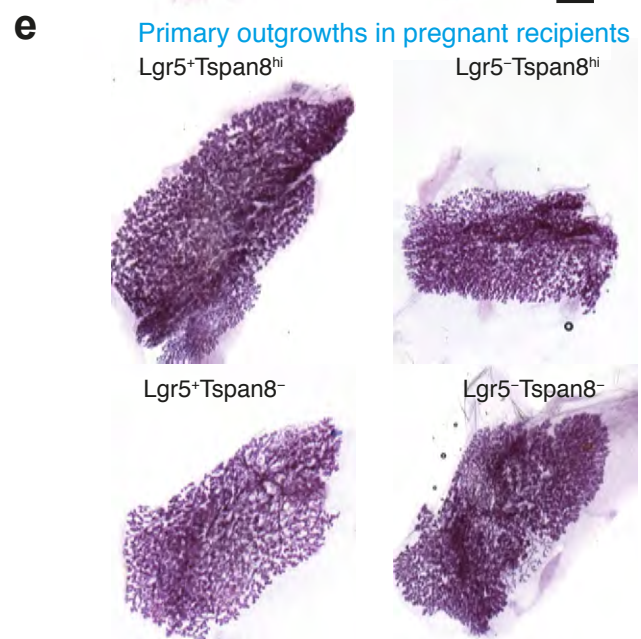 e
Primary outgrowths in pregnant recipients
Lgr5⁺Tspan8ʰⁱ
Lgr5⁻Tspan8ʰⁱ
Lgr5⁺Tspan8⁻
Lgr5⁻Tspan8⁻